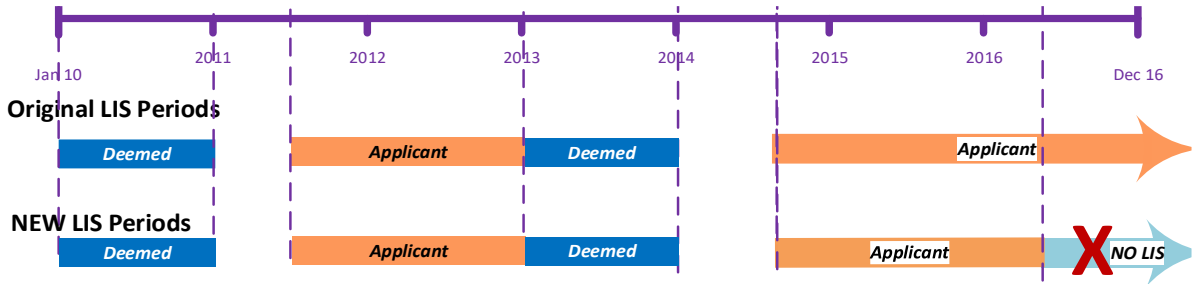 2011 2012 2013 2014 2015 2016
Jan 10 Dec 16
Original LIS Periods
Deemed Applicant Deemed Applicant
NEW LIS Periods
Deemed Applicant Deemed Applicant X NO LIS